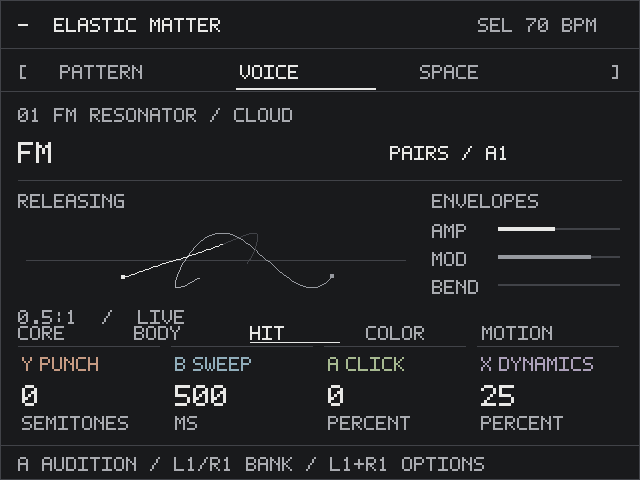 – ELASTIC MATTER SEL 70 BPM
[ PATTERN VOICE SPACE ]
01 FM RESONATOR / CLOUD
FM PAIRS / A1
RELEASING ENVELOPES
AMP
MOD
BEND
0.5:1 / LIVE
CORE BODY HIT COLOR MOTION
Y PUNCH B SWEEP A CLICK X DYNAMICS
0 500 0 25
SEMITONES MS PERCENT PERCENT
A AUDITION / L1/R1 BANK / L1+R1 OPTIONS